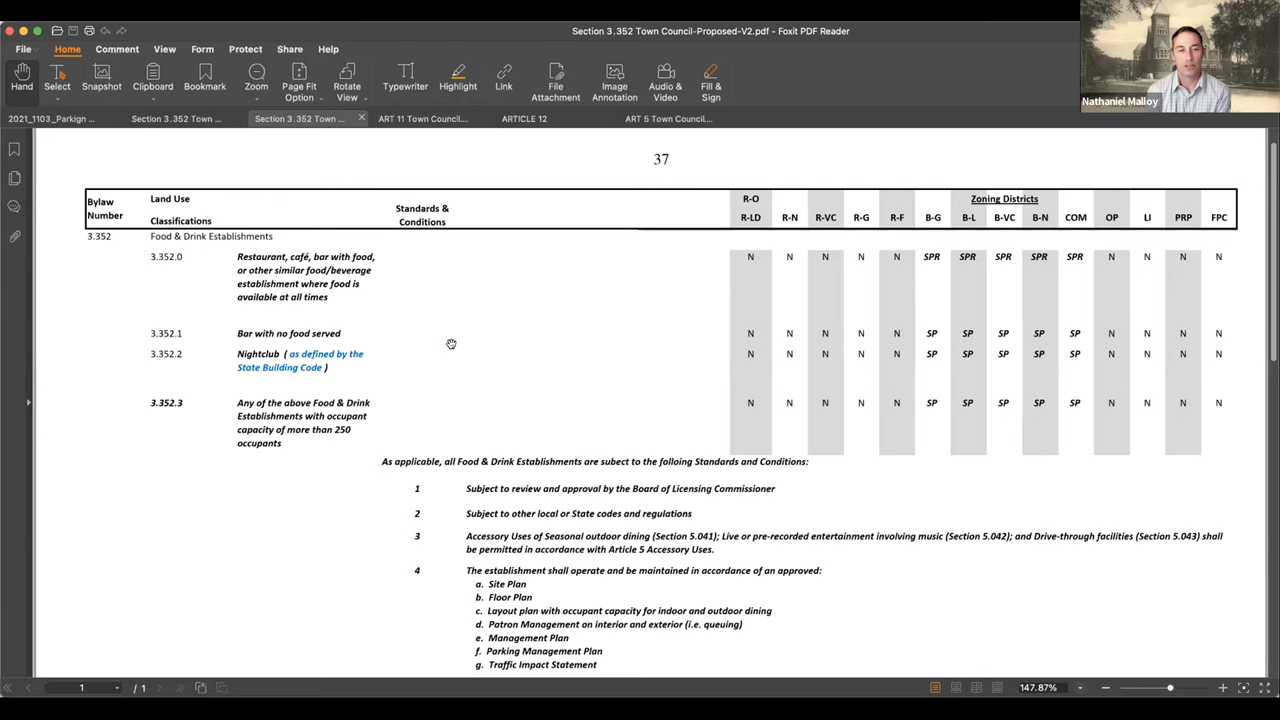 Section 3.352 Town Council-Proposed-V2.pdf - Foxit PDF Reader
File Home Comment View Form Protect Share Help
Hand Select Snapshot Clipboard Bookmark Zoom Page Fit Option Rotate View Typewriter Highlight Link File Attachment Image Annotation Audio & Video Fill & Sign
Nathaniel Malloy
2021_1103_Parkign ... Section 3.352 Town ... Section 3.352 Town ... ART 11 Town Council.... ARTICLE 12 ART 5 Town Council....
37
Bylaw Number Land Use Classifications Standards & Conditions R-O R-LD R-N R-VC R-G R-F B-G B-L Zoning Districts B-VC B-N COM OP LI PRP FPC
3.352 Food & Drink Establishments
3.352.0 Restaurant, café, bar with food, N N N N N SPR SPR SPR SPR SPR N N N N
or other similar food/beverage
establishment where food is
available at all times
3.352.1 Bar with no food served N N N N N SP SP SP SP SP N N N N
3.352.2 Nightclub ( as defined by the N N N N N SP SP SP SP SP N N N N
State Building Code )
3.352.3 Any of the above Food & Drink N N N N N SP SP SP SP SP N N N N
Establishments with occupant
capacity of more than 250
occupants
As applicable, all Food & Drink Establishments are subect to the folloing Standards and Conditions:
1 Subject to review and approval by the Board of Licensing Commissioner
2 Subject to other local or State codes and regulations
3 Accessory Uses of Seasonal outdoor dining (Section 5.041); Live or pre-recorded entertainment involving music (Section 5.042); and Drive-through facilities (Section 5.043) shall
be permitted in accordance with Article 5 Accessory Uses.
4 The establishment shall operate and be maintained in accordance of an approved:
a. Site Plan
b. Floor Plan
c. Layout plan with occupant capacity for indoor and outdoor dining
d. Patron Management on interior and exterior (i.e. queuing)
e. Management Plan
f. Parking Management Plan
g. Traffic Impact Statement
1 / 1 147.87%